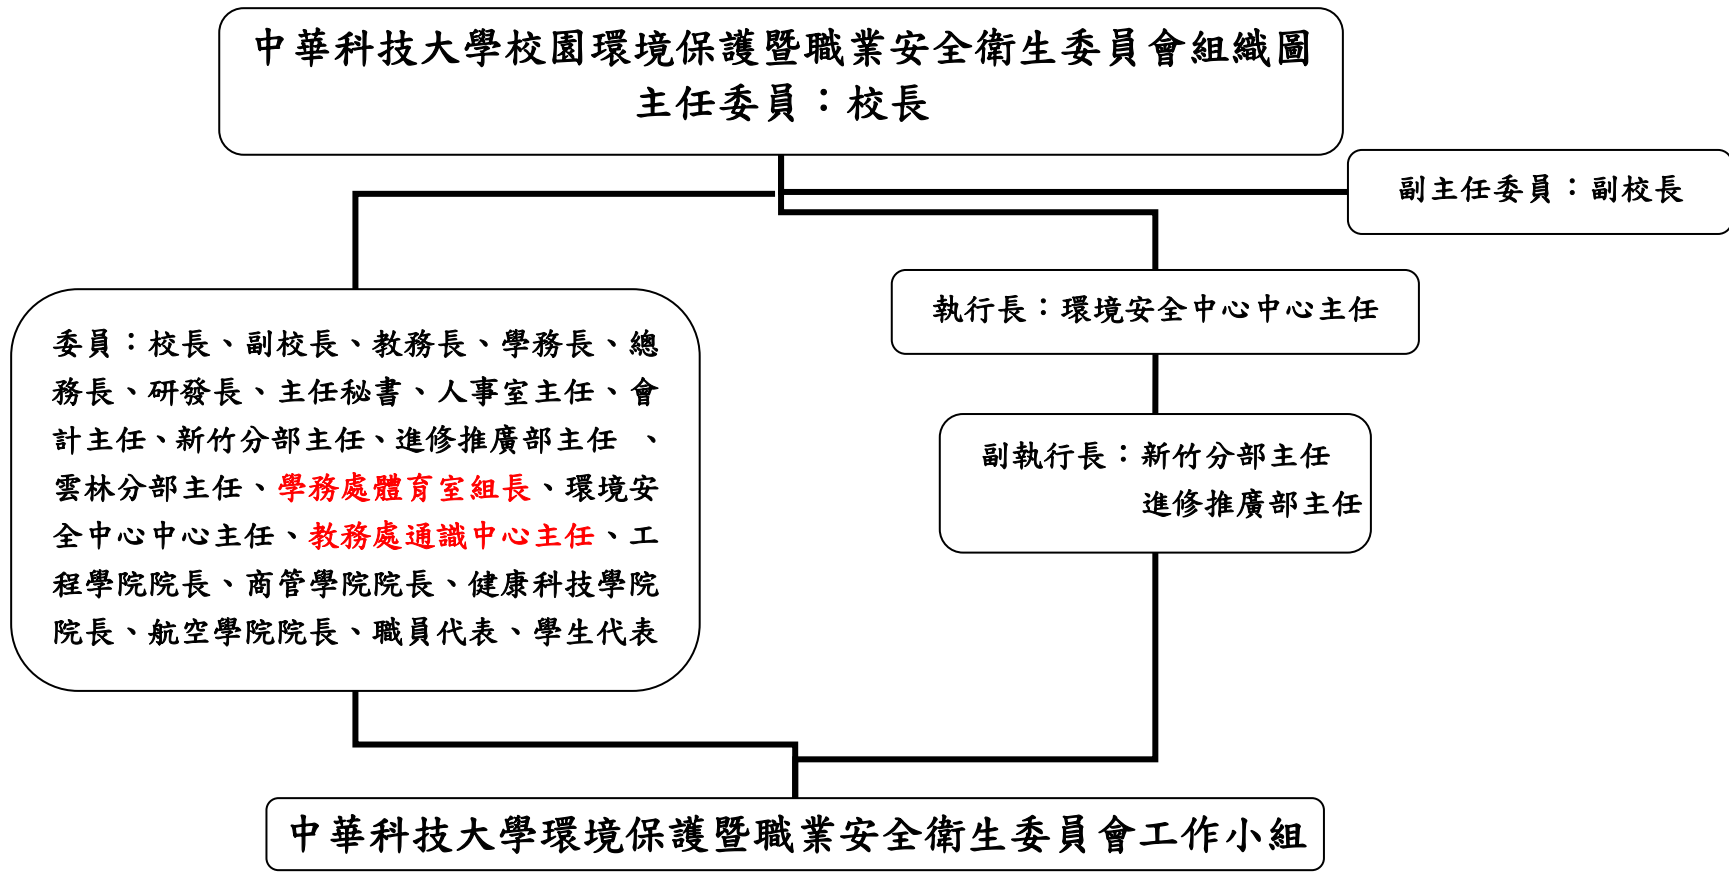 中華科技大學校園環境保護暨職業安全衛生委員會組織圖
主任委員：校長
副主任委員：副校長
執行長：環境安全中心中心主任
委員：校長、副校長、教務長、學務長、總
務長、研發長、主任秘書、人事室主任、會
計主任、新竹分部主任、進修推廣部主任 、
雲林分部主任、學務處體育室組長、環境安
全中心中心主任、教務處通識中心主任、工
程學院院長、商管學院院長、健康科技學院
院長、航空學院院長、職員代表、學生代表
副執行長：新竹分部主任
進修推廣部主任
中華科技大學環境保護暨職業安全衛生委員會工作小組